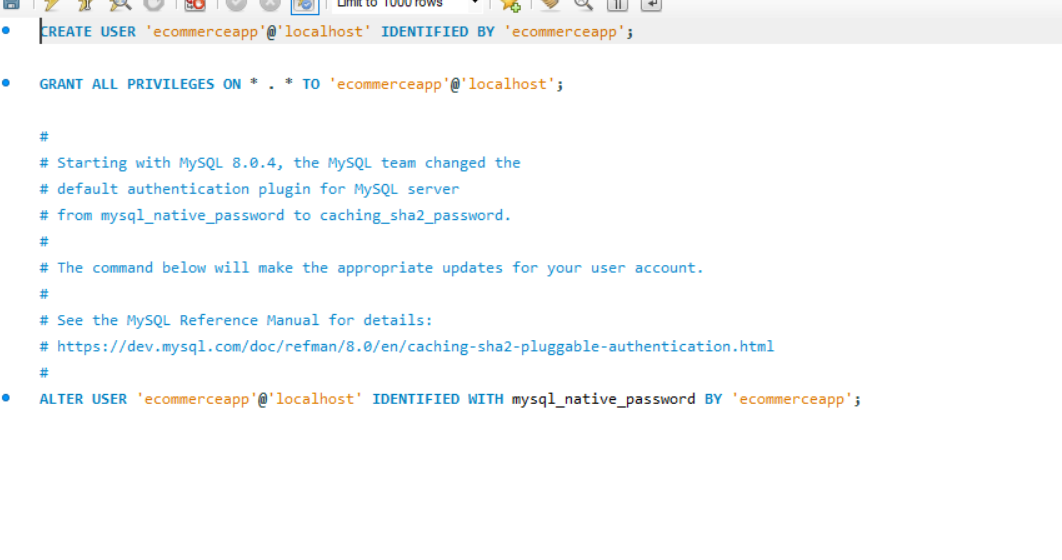 Limit to 1000 rows
CREATE USER 'ecommerceapp'@'localhost' IDENTIFIED BY 'ecommerceapp';
GRANT ALL PRIVILEGES ON * . * TO 'ecommerceapp'@'localhost';
#
# Starting with MySQL 8.0.4, the MySQL team changed the
# default authentication plugin for MySQL server
# from mysql_native_password to caching_sha2_password.
#
# The command below will make the appropriate updates for your user account.
#
# See the MySQL Reference Manual for details:
# https://dev.mysql.com/doc/refman/8.0/en/caching-sha2-pluggable-authentication.html
#
ALTER USER 'ecommerceapp'@'localhost' IDENTIFIED WITH mysql_native_password BY 'ecommerceapp';